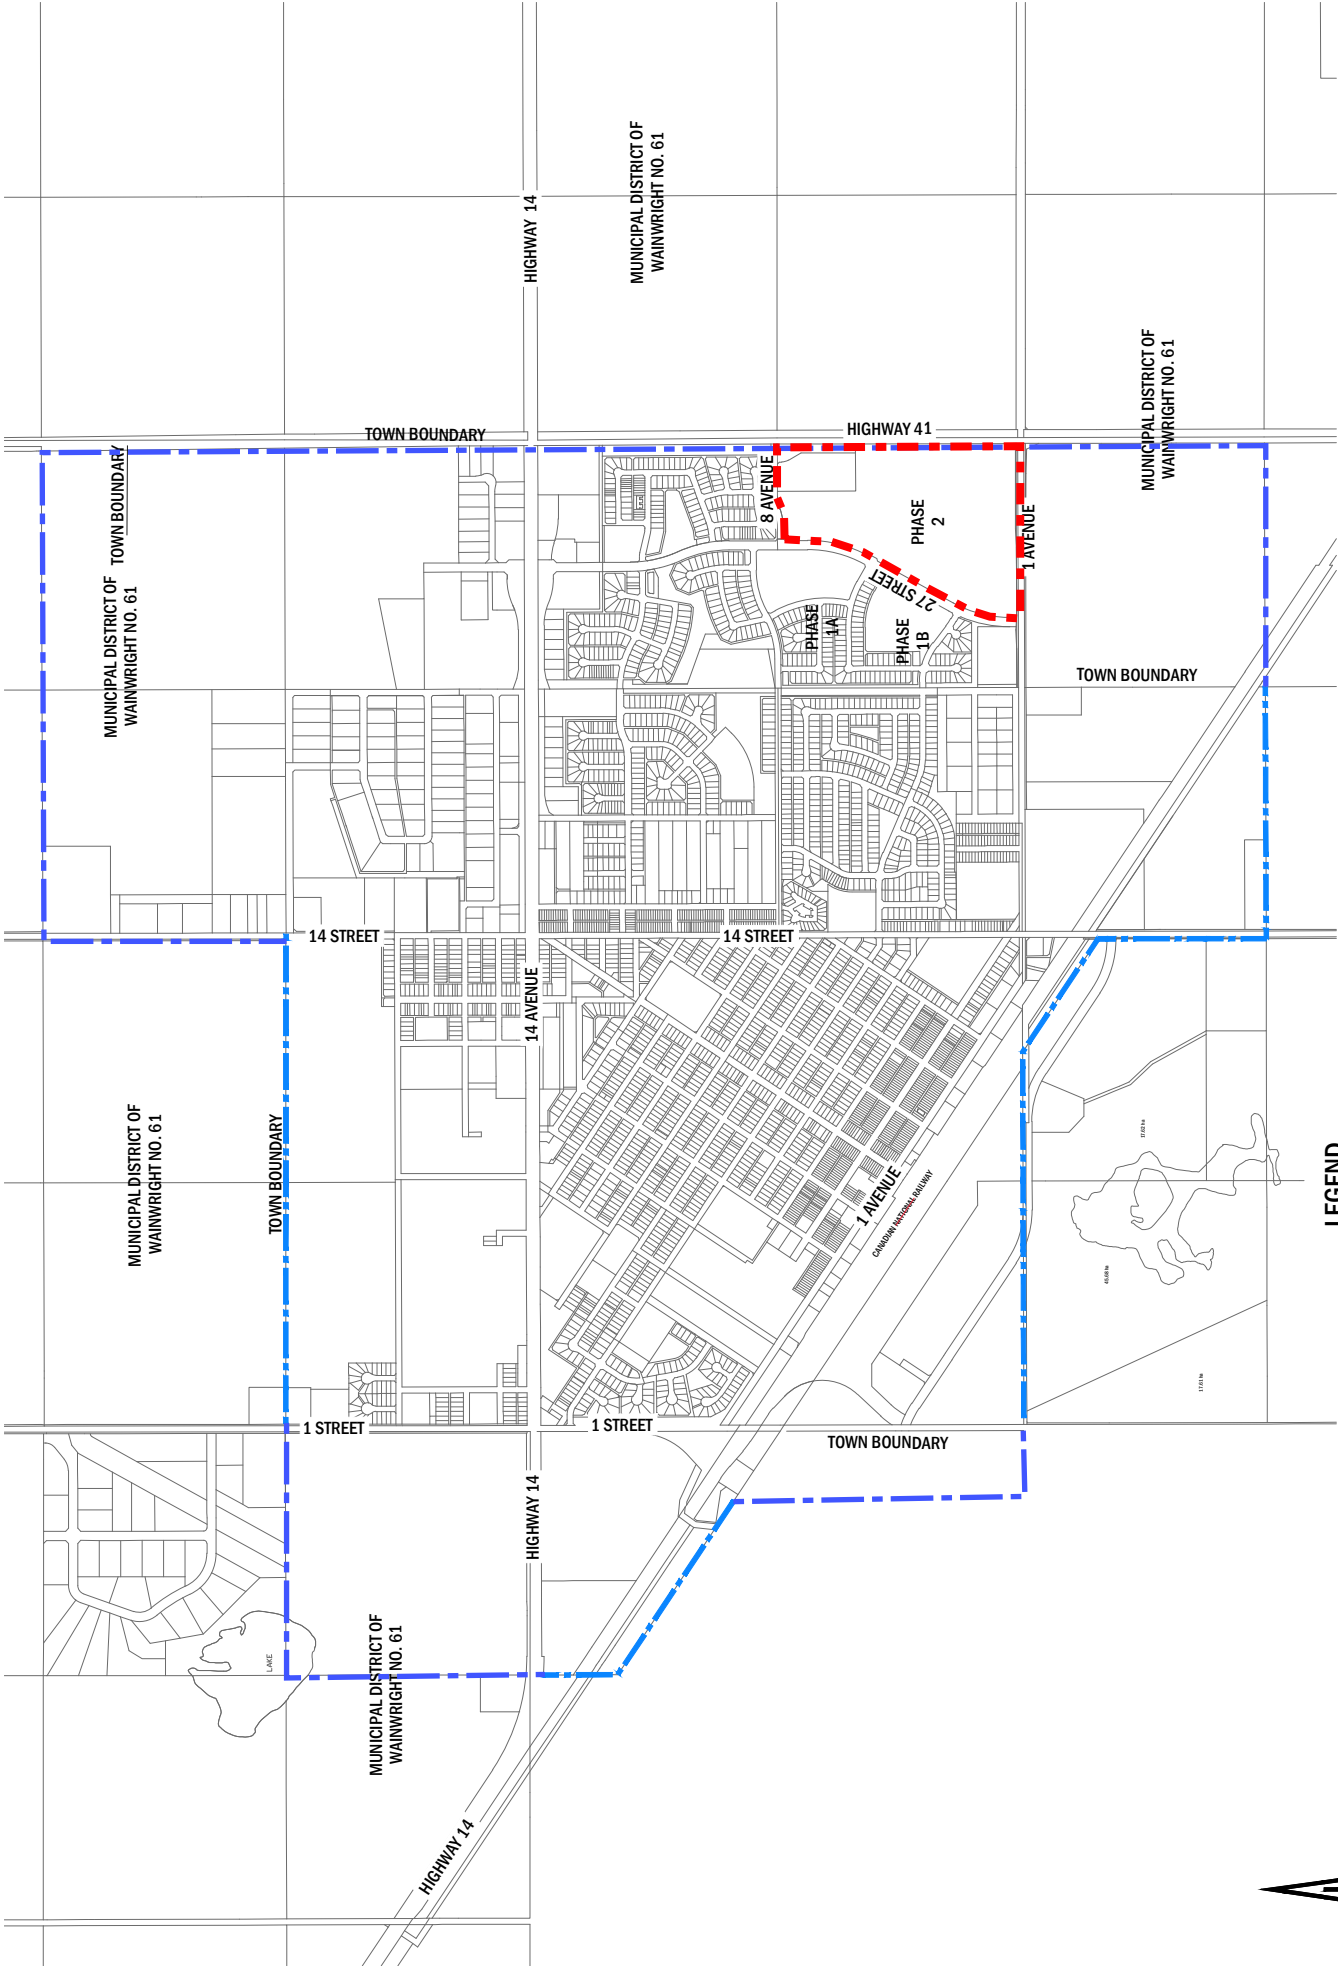 HIGHWAY 14
MUNICIPAL DISTRICT OF
WAINWRIGHT NO. 61
MUNICIPAL DISTRICT OF
WAINWRIGHT NO. 61
TOWN BOUNDARY
HIGHWAY 41
TOWN BOUNDARY
8 AVENUE
PHASE
2
1 AVENUE
27 STREET
MUNICIPAL DISTRICT OF
WAINWRIGHT NO. 61
PHASE
1A
PHASE
1B
TOWN BOUNDARY
14 STREET
14 STREET
14 AVENUE
MUNICIPAL DISTRICT OF
WAINWRIGHT NO. 61
TOWN BOUNDARY
1 AVENUE
CANADIAN NATIONAL RAILWAY
LEGEND
1 STREET
1 STREET
TOWN BOUNDARY
HIGHWAY 14
LAKE
MUNICIPAL DISTRICT OF
WAINWRIGHT NO. 61
HIGHWAY 14